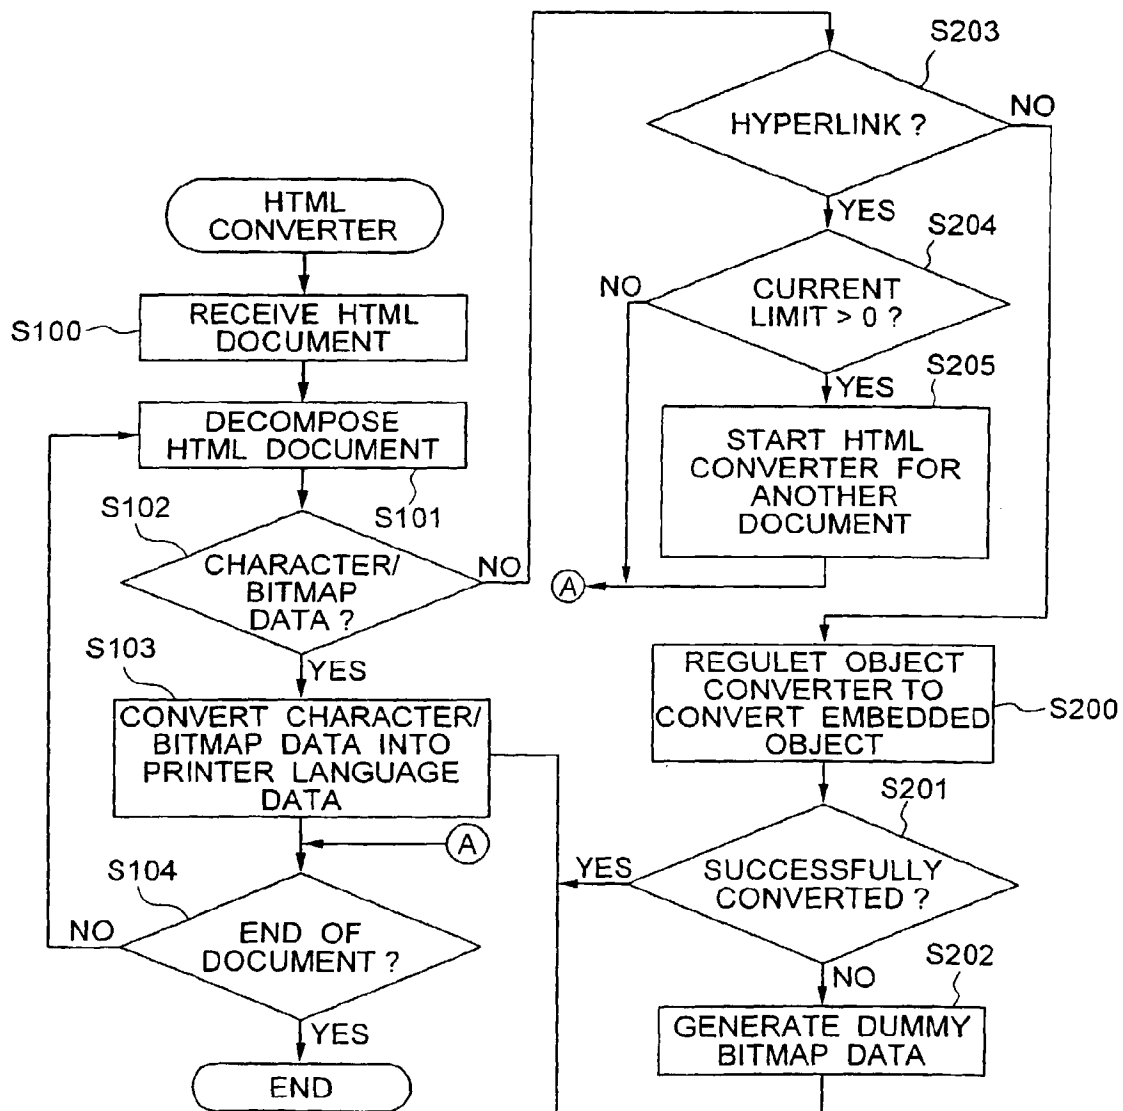 HTML
CONVERTER
S100
RECEIVE HTML
DOCUMENT
DECOMPOSE
HTML DOCUMENT
S101
S102
CHARACTER/
BITMAP
DATA ?
NO
YES
S103
CONVERT CHARACTER/
BITMAP DATA INTO
PRINTER LANGUAGE
DATA
A
S104
END OF
DOCUMENT ?
NO
YES
END
S203
HYPERLINK ?
NO
YES
S204
CURRENT
LIMIT > 0 ?
NO
YES
S205
START HTML
CONVERTER FOR
ANOTHER
DOCUMENT
A
REGULET OBJECT
CONVERTER TO
CONVERT EMBEDDED
OBJECT
S200
S201
SUCCESSFULLY
CONVERTED ?
YES
NO
S202
GENERATE DUMMY
BITMAP DATA